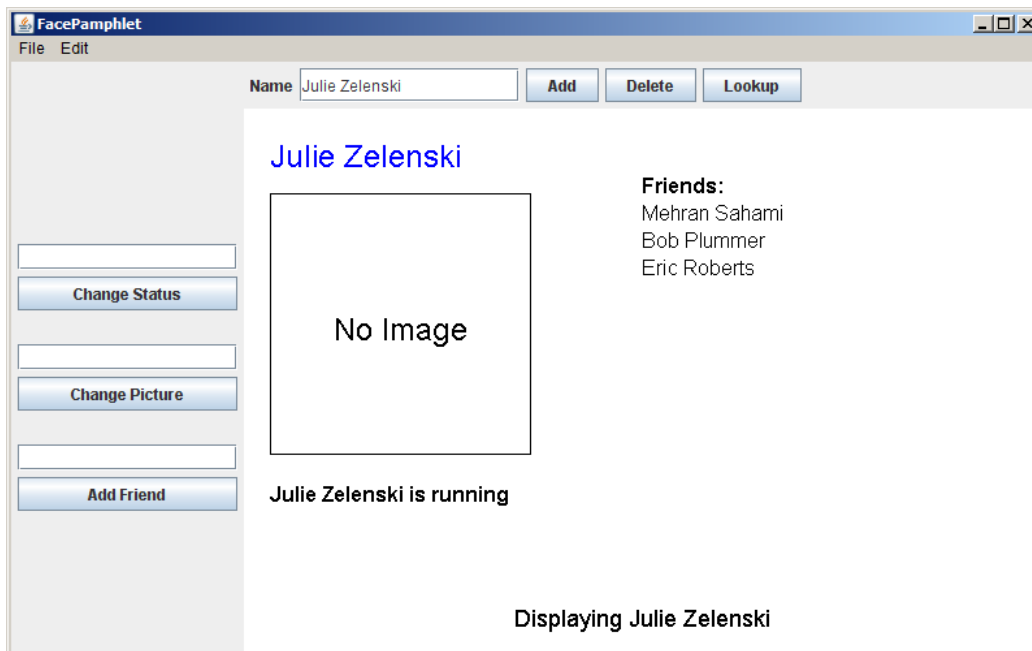 FacePamphlet
File Edit
Name Julie Zelenski Add Delete Lookup
Julie Zelenski
Friends:
Mehran Sahami
Bob Plummer
Eric Roberts
Change Status
No Image
Change Picture
Add Friend
Julie Zelenski is running
Displaying Julie Zelenski